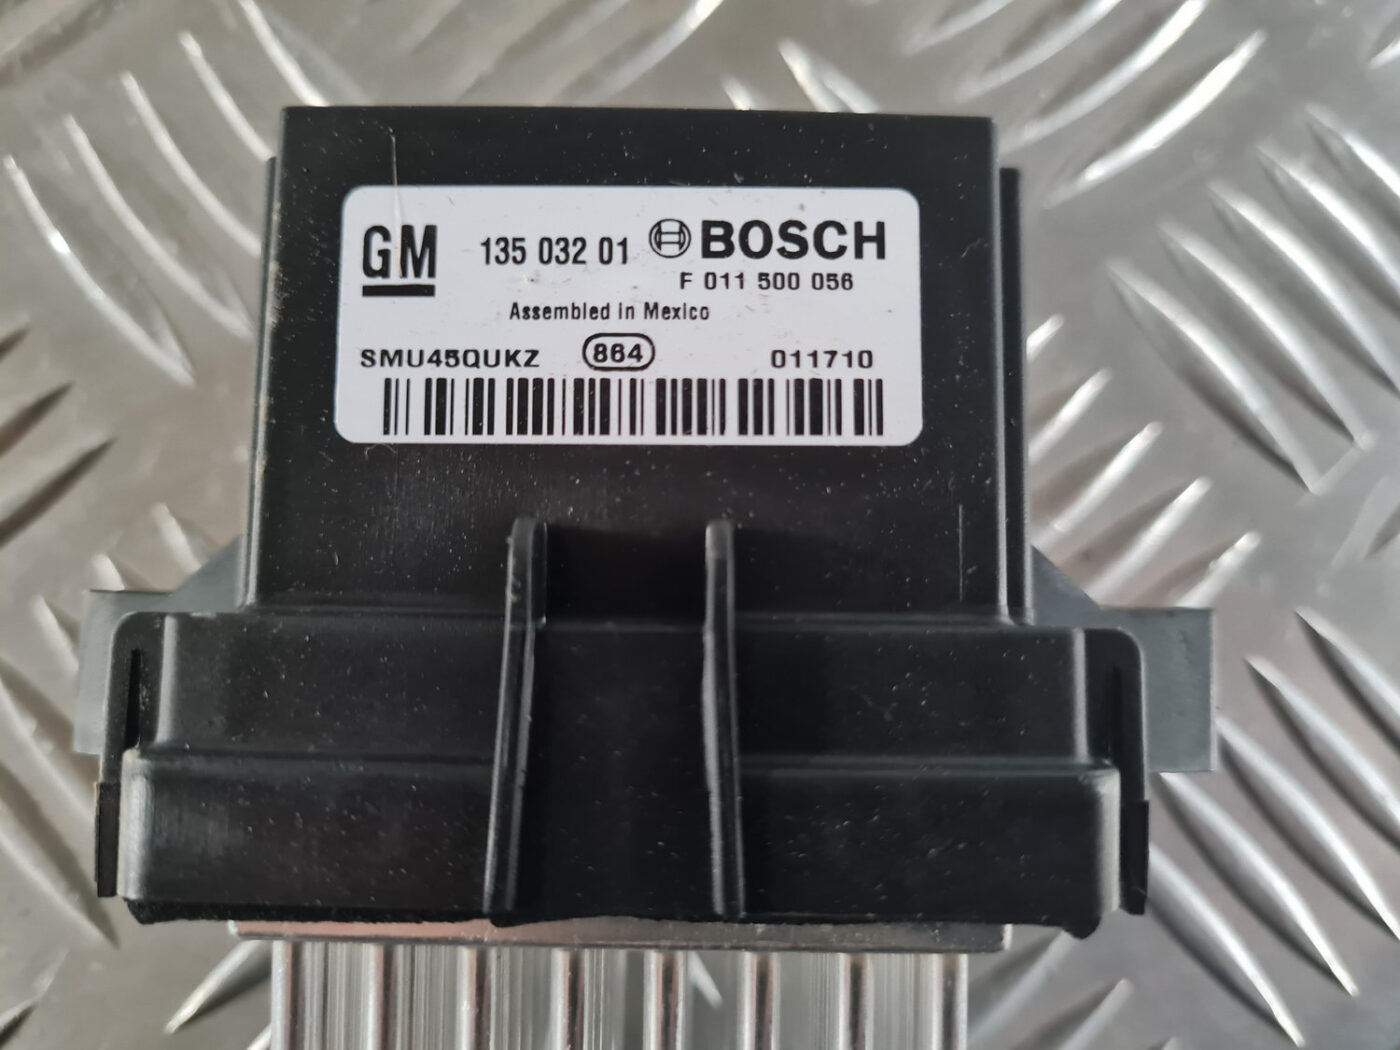 GM 135 032 01 BOSCH
F 011 500 056
Assembled in Mexico
SMU45QUKZ 864 011710